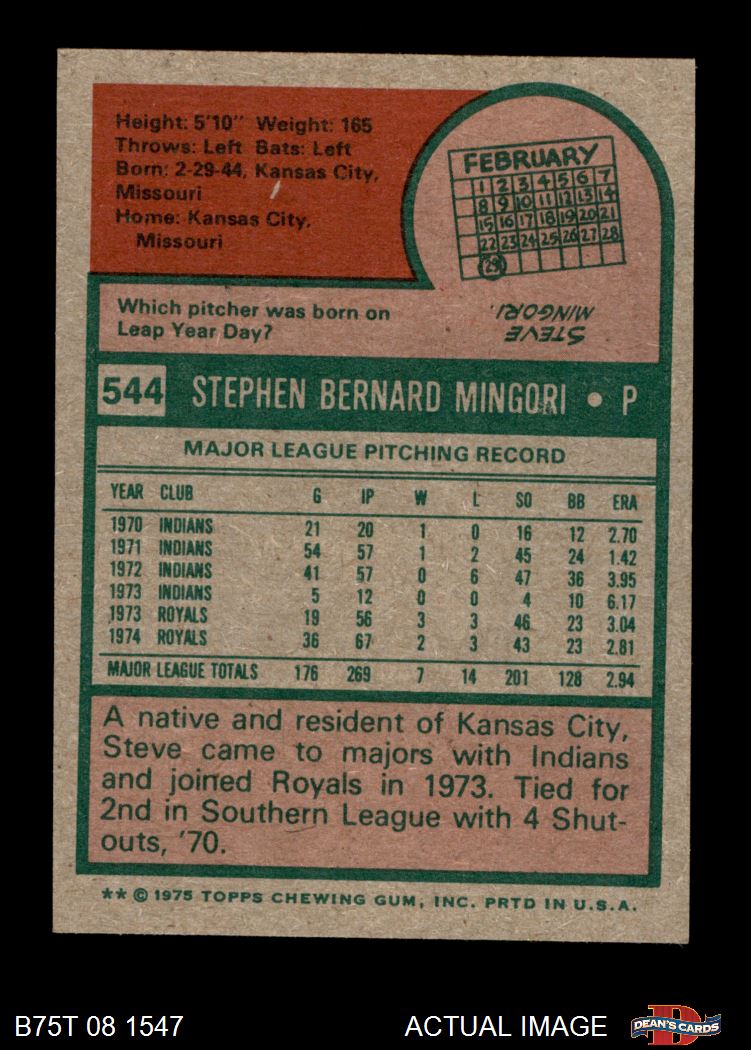 Height: 5'10" Weight: 165
Throws: Left Bats: Left
Born: 2-29-44, Kansas City,
Missouri
Home: Kansas City,
Missouri
FEBRUARY
1 2 3 4 5 6 7
8 9 10 11 12 13 14
15 16 17 18 19 20 21
22 23 24 25 26 27 28
29
Which pitcher was born on
Leap Year Day?
STEVE
MINGORI.
544 STEPHEN BERNARD MINGORI • P
MAJOR LEAGUE PITCHING RECORD
YEAR CLUB G IP W L SO BB ERA
1970 INDIANS 21 20 1 0 16 12 2.70
1971 INDIANS 54 57 1 2 45 24 1.42
1972 INDIANS 41 57 0 6 47 36 3.95
1973 INDIANS 5 12 0 0 4 10 6.17
1973 ROYALS 19 56 3 3 46 23 3.04
1974 ROYALS 36 67 2 3 43 23 2.81
MAJOR LEAGUE TOTALS 176 269 7 14 201 128 2.94
A native and resident of Kansas City,
Steve came to majors with Indians
and joined Royals in 1973. Tied for
2nd in Southern League with 4 Shut-
outs, '70.
** © 1975 TOPPS CHEWING GUM, INC. PRTD IN U.S.A.
B75T 08 1547 ACTUAL IMAGE
D
DEAN'S CARDS